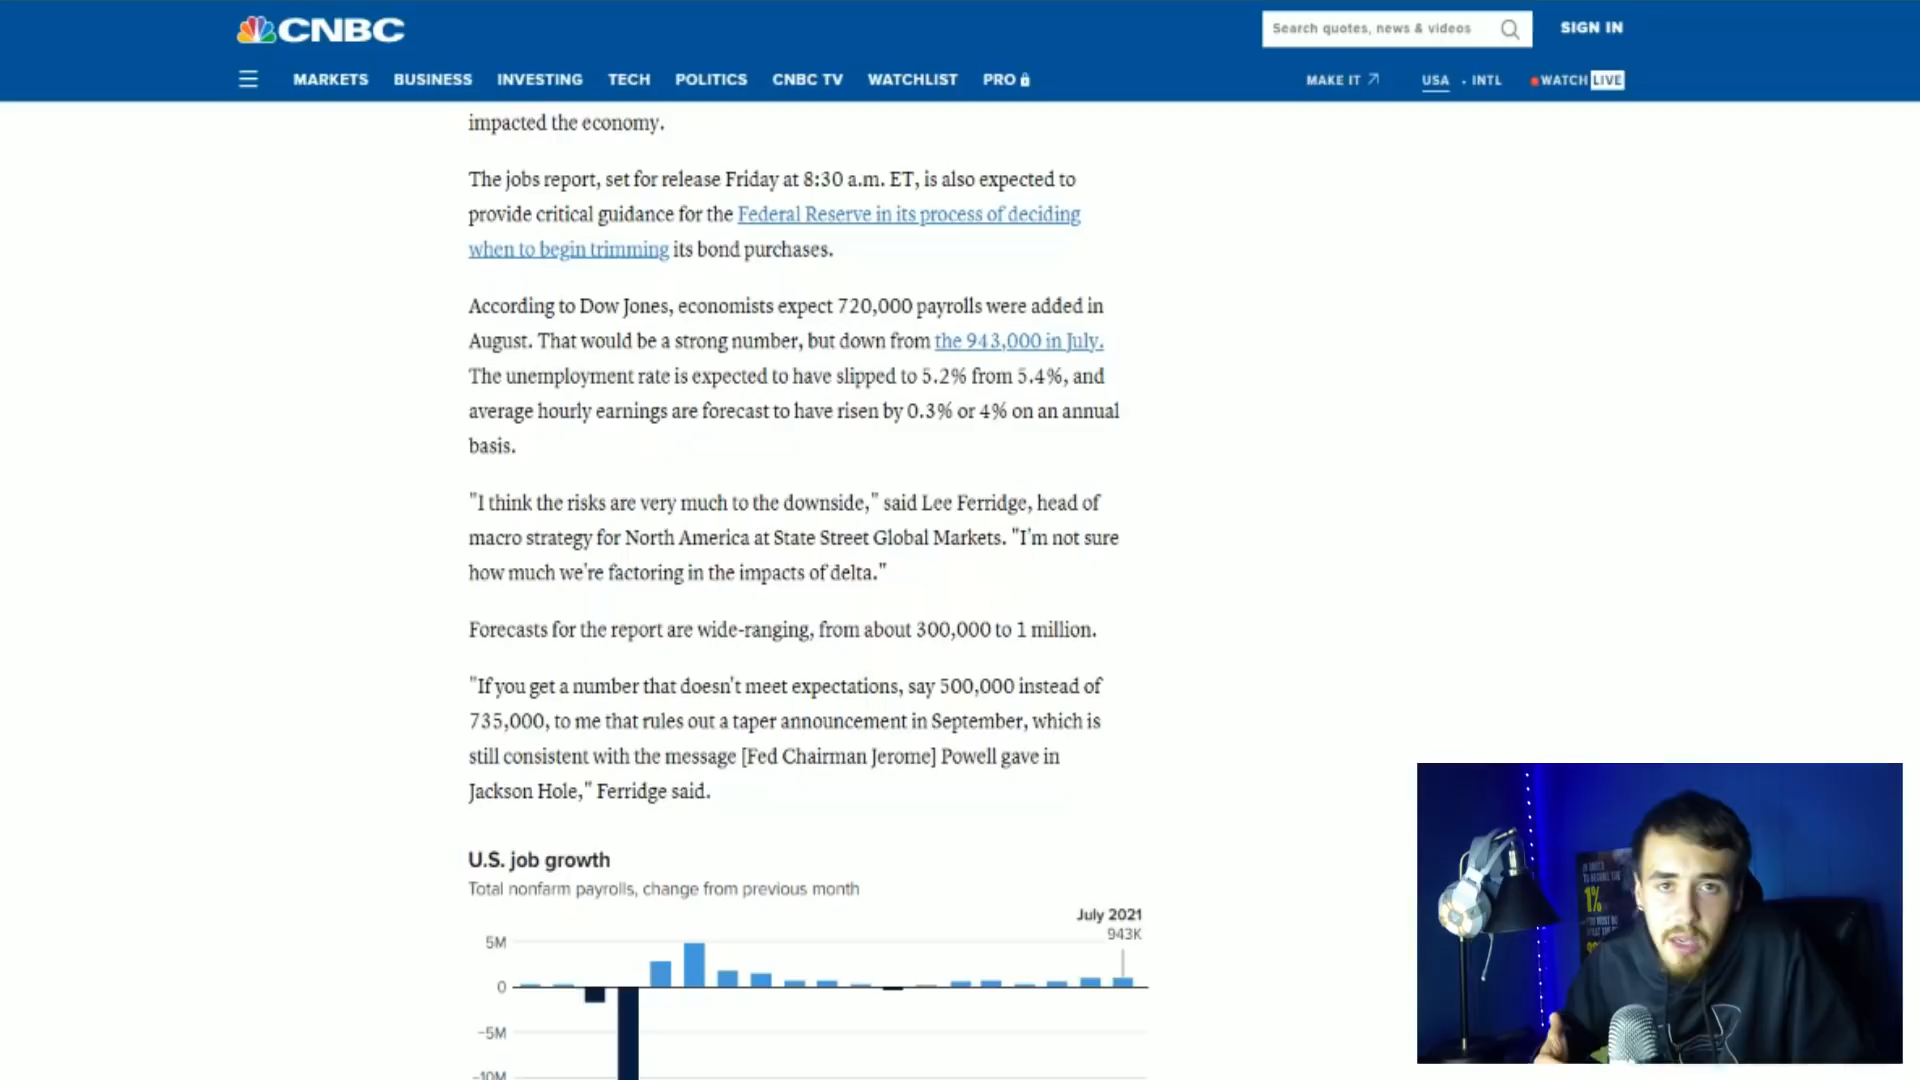 CNBC
Search quotes, news & videos
SIGN IN
MARKETS BUSINESS INVESTING TECH POLITICS CNBC TV WATCHLIST PRO
MAKE IT USA • INTL WATCH LIVE
impacted the economy.
The jobs report, set for release Friday at 8:30 a.m. ET, is also expected to
provide critical guidance for the Federal Reserve in its process of deciding
when to begin trimming its bond purchases.
According to Dow Jones, economists expect 720,000 payrolls were added in
August. That would be a strong number, but down from the 943,000 in July.
The unemployment rate is expected to have slipped to 5.2% from 5.4%, and
average hourly earnings are forecast to have risen by 0.3% or 4% on an annual
basis.
"I think the risks are very much to the downside," said Lee Ferridge, head of
macro strategy for North America at State Street Global Markets. "I'm not sure
how much we're factoring in the impacts of delta."
Forecasts for the report are wide-ranging, from about 300,000 to 1 million.
"If you get a number that doesn't meet expectations, say 500,000 instead of
735,000, to me that rules out a taper announcement in September, which is
still consistent with the message [Fed Chairman Jerome] Powell gave in
Jackson Hole," Ferridge said.
U.S. job growth
Total nonfarm payrolls, change from previous month
July 2021
943K
5M
0
-5M
-10M
1%